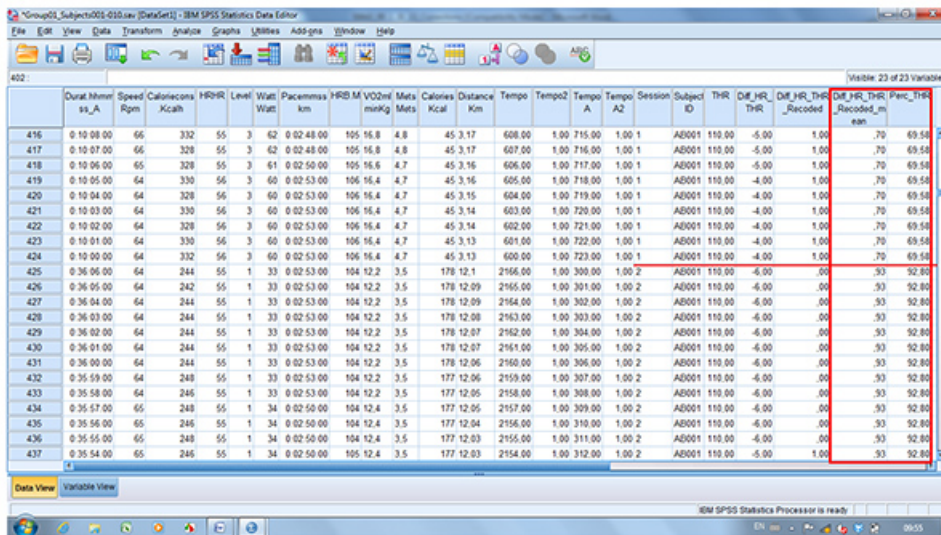 *Group01_Subjects001-010.sav [DataSet1] - IBM SPSS Statistics Data Editor
File Edit View Data Transform Analyze Graphs Utilities Add-ons Window Help
402 : Visible: 23 of 23 Variable
Durat.hhmm Speed Caloriecons HRHR Level Watt Pacemmss HRB.M VO2ml Mets Calories Distance Tempo Tempo2 Tempo Tempo Session Subject THR Diff_HR_ Diff_HR_THR Diff_HR_THR Perc_THR
ss_A Rpm .Kcalh Watt km minKg Mets Kcal Km A A2 ID THR _Recoded _Recoded_m
ean
416 0:10:08:00 66 332 55 3 62 0:02:48:00 105 16,8 4,8 45 3,17 608,00 1,00 715,00 1,00 1 AB001 110,00 -5,00 1,00 ,70 69,58
417 0:10:07:00 66 328 55 3 62 0:02:48:00 105 16,8 4,8 45 3,17 607,00 1,00 716,00 1,00 1 AB001 110,00 -5,00 1,00 ,70 69,58
418 0:10:06:00 65 328 55 3 61 0:02:50:00 105 16,6 4,7 45 3,16 606,00 1,00 717,00 1,00 1 AB001 110,00 -5,00 1,00 ,70 69,58
419 0:10:05:00 64 330 56 3 60 0:02:53:00 106 16,4 4,7 45 3,16 605,00 1,00 718,00 1,00 1 AB001 110,00 -4,00 1,00 ,70 69,58
420 0:10:04:00 64 328 56 3 60 0:02:53:00 106 16,4 4,7 45 3,15 604,00 1,00 719,00 1,00 1 AB001 110,00 -4,00 1,00 ,70 69,58
421 0:10:03:00 64 330 56 3 60 0:02:53:00 106 16,4 4,7 45 3,14 603,00 1,00 720,00 1,00 1 AB001 110,00 -4,00 1,00 ,70 69,58
422 0:10:02:00 64 328 56 3 60 0:02:53:00 106 16,4 4,7 45 3,14 602,00 1,00 721,00 1,00 1 AB001 110,00 -4,00 1,00 ,70 69,58
423 0:10:01:00 64 330 56 3 60 0:02:53:00 106 16,4 4,7 45 3,13 601,00 1,00 722,00 1,00 1 AB001 110,00 -4,00 1,00 ,70 69,58
424 0:10:00:00 64 332 56 3 60 0:02:53:00 106 16,4 4,7 45 3,13 600,00 1,00 723,00 1,00 1 AB001 110,00 -4,00 1,00 ,70 69,58
425 0:36:06:00 64 244 55 1 33 0:02:53:00 104 12,2 3,5 178 12,1 2166,00 1,00 300,00 1,00 2 AB001 110,00 -6,00 ,00 ,93 92,80
426 0:36:05:00 64 242 55 1 33 0:02:53:00 104 12,2 3,5 178 12,09 2165,00 1,00 301,00 1,00 2 AB001 110,00 -6,00 ,00 ,93 92,80
427 0:36:04:00 64 244 55 1 33 0:02:53:00 104 12,2 3,5 178 12,09 2164,00 1,00 302,00 1,00 2 AB001 110,00 -6,00 ,00 ,93 92,80
428 0:36:03:00 64 244 55 1 33 0:02:53:00 104 12,2 3,5 178 12,08 2163,00 1,00 303,00 1,00 2 AB001 110,00 -6,00 ,00 ,93 92,80
429 0:36:02:00 64 244 55 1 33 0:02:53:00 104 12,2 3,5 178 12,07 2162,00 1,00 304,00 1,00 2 AB001 110,00 -6,00 ,00 ,93 92,80
430 0:36:01:00 64 244 55 1 33 0:02:53:00 104 12,2 3,5 178 12,07 2161,00 1,00 305,00 1,00 2 AB001 110,00 -6,00 ,00 ,93 92,80
431 0:36:00:00 64 244 55 1 33 0:02:53:00 104 12,2 3,5 178 12,06 2160,00 1,00 306,00 1,00 2 AB001 110,00 -6,00 ,00 ,93 92,80
432 0:35:59:00 64 248 55 1 33 0:02:53:00 104 12,2 3,5 177 12,06 2159,00 1,00 307,00 1,00 2 AB001 110,00 -6,00 ,00 ,93 92,80
433 0:35:58:00 64 246 55 1 33 0:02:53:00 104 12,2 3,5 177 12,05 2158,00 1,00 308,00 1,00 2 AB001 110,00 -6,00 ,00 ,93 92,80
434 0:35:57:00 65 248 55 1 34 0:02:50:00 104 12,4 3,5 177 12,05 2157,00 1,00 309,00 1,00 2 AB001 110,00 -6,00 ,00 ,93 92,80
435 0:35:56:00 65 246 55 1 34 0:02:50:00 104 12,4 3,5 177 12,04 2156,00 1,00 310,00 1,00 2 AB001 110,00 -6,00 ,00 ,93 92,80
436 0:35:55:00 65 248 55 1 34 0:02:50:00 104 12,4 3,5 177 12,03 2155,00 1,00 311,00 1,00 2 AB001 110,00 -6,00 ,00 ,93 92,80
437 0:35:54:00 65 246 55 1 34 0:02:50:00 105 12,4 3,5 177 12,03 2154,00 1,00 312,00 1,00 2 AB001 110,00 -5,00 1,00 ,93 92,80
Data View Variable View
IBM SPSS Statistics Processor is ready
EN 09:55